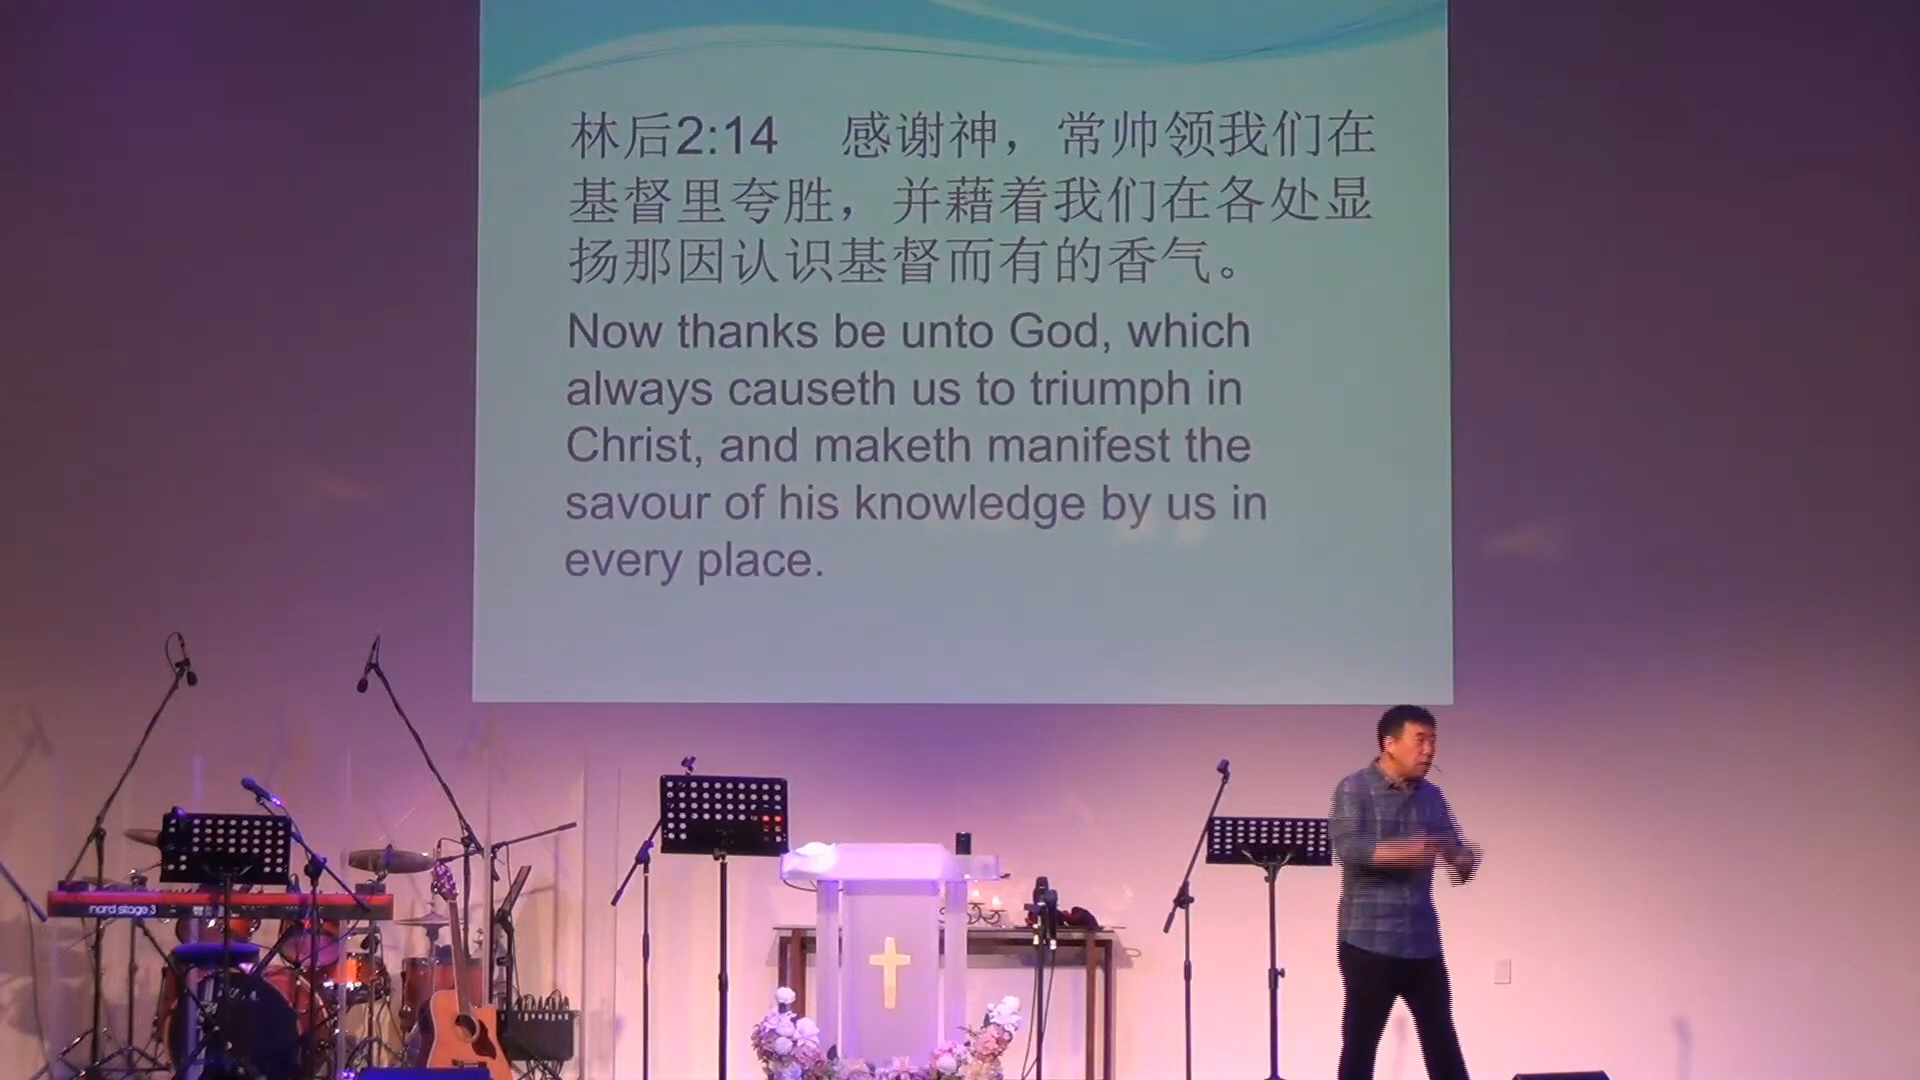 林后2:14 感谢神，常帅领我们在
基督里夸胜，并藉着我们在各处显
扬那因认识基督而有的香气。
Now thanks be unto God, which
always causeth us to triumph in
Christ, and maketh manifest the
savour of his knowledge by us in
every place.
nord stage 3